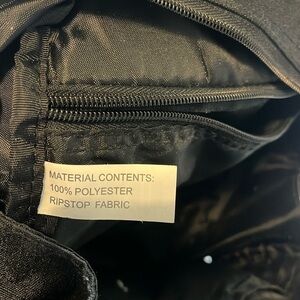 MATERIAL CONTENTS:
100% POLYESTER
RIPSTOP FABRIC